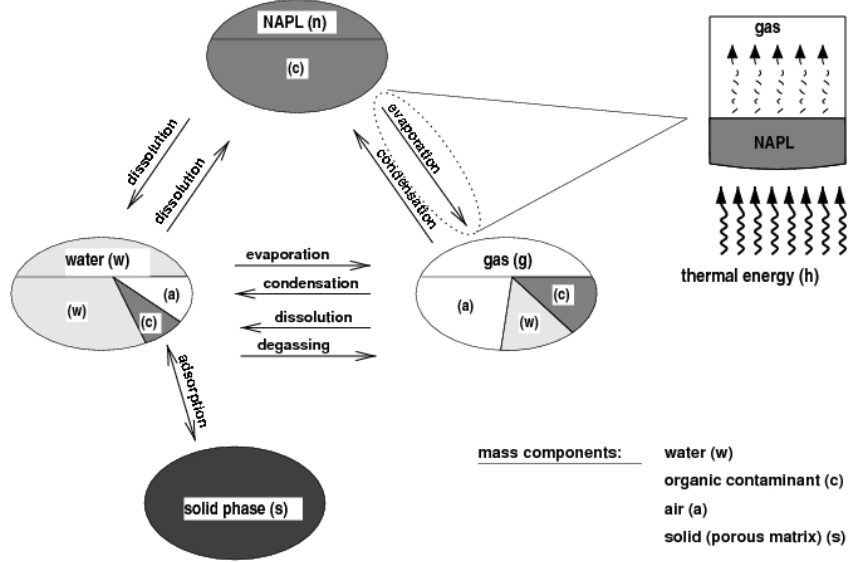 NAPL (n)
(c)
gas
NAPL
thermal energy (h)
dissolution
dissolution
evaporation
condensation
water (w)
(w)
(a)
(c)
evaporation
condensation
dissolution
degassing
gas (g)
(a)
(c)
(w)
adsorption
solid phase (s)
mass components:
water (w)
organic contaminant (c)
air (a)
solid (porous matrix) (s)